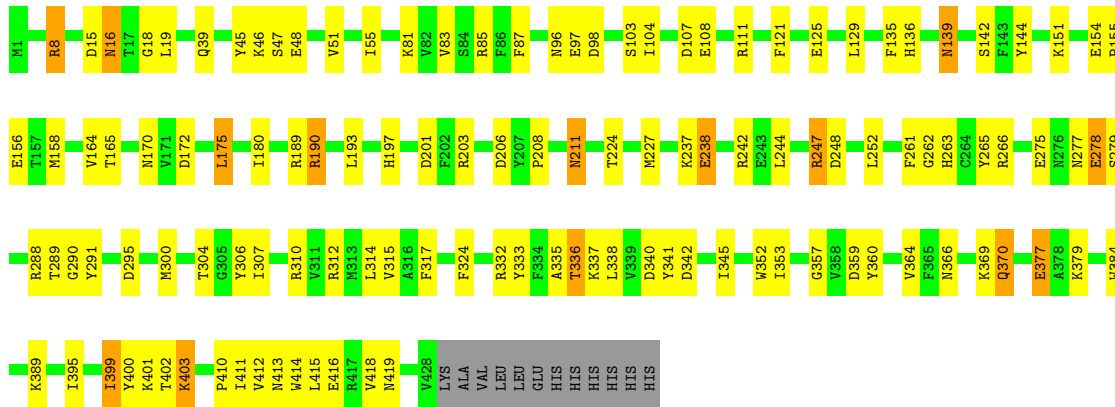 M1 R8 D15 N16 T17 G18 L19 Q39 Y45 K46 S47 E48 V51 I55 K81 V82 V83 S84 R85 F86 F87 N96 E97 D98 S103 I104 D107 E108 R111 F121 E125 L129 F135 H136 N139 S142 F143 Y144 K151 E154
E156 T157 M158 V164 T165 N170 V171 D172 L175 I180 R189 R190 L193 H197 D201 F202 R203 D206 Y207 P208 N211 T224 M227 K237 E238 R242 E243 L244 R247 D248 L252 F261 G262 H263 C264 Y265 R266 E275 N276 N277 E278
R288 T289 G290 Y291 D295 M300 T304 G305 Y306 I307 R310 V311 R312 M313 L314 V315 A316 F317 F324 R332 Y333 F334 A335 T336 K337 L338 V339 D340 Y341 D342 I345 W352 I353 G357 V358 D359 Y360 V364 F365 N366 K369 Q370 E377 A378 K379
K389 I395 I399 Y400 K401 T402 K403 P410 I411 V412 N413 W414 L415 E416 R417 V418 N419 V428 LYS ALA VAL LEU LEU GLU HIS HIS HIS HIS HIS HIS